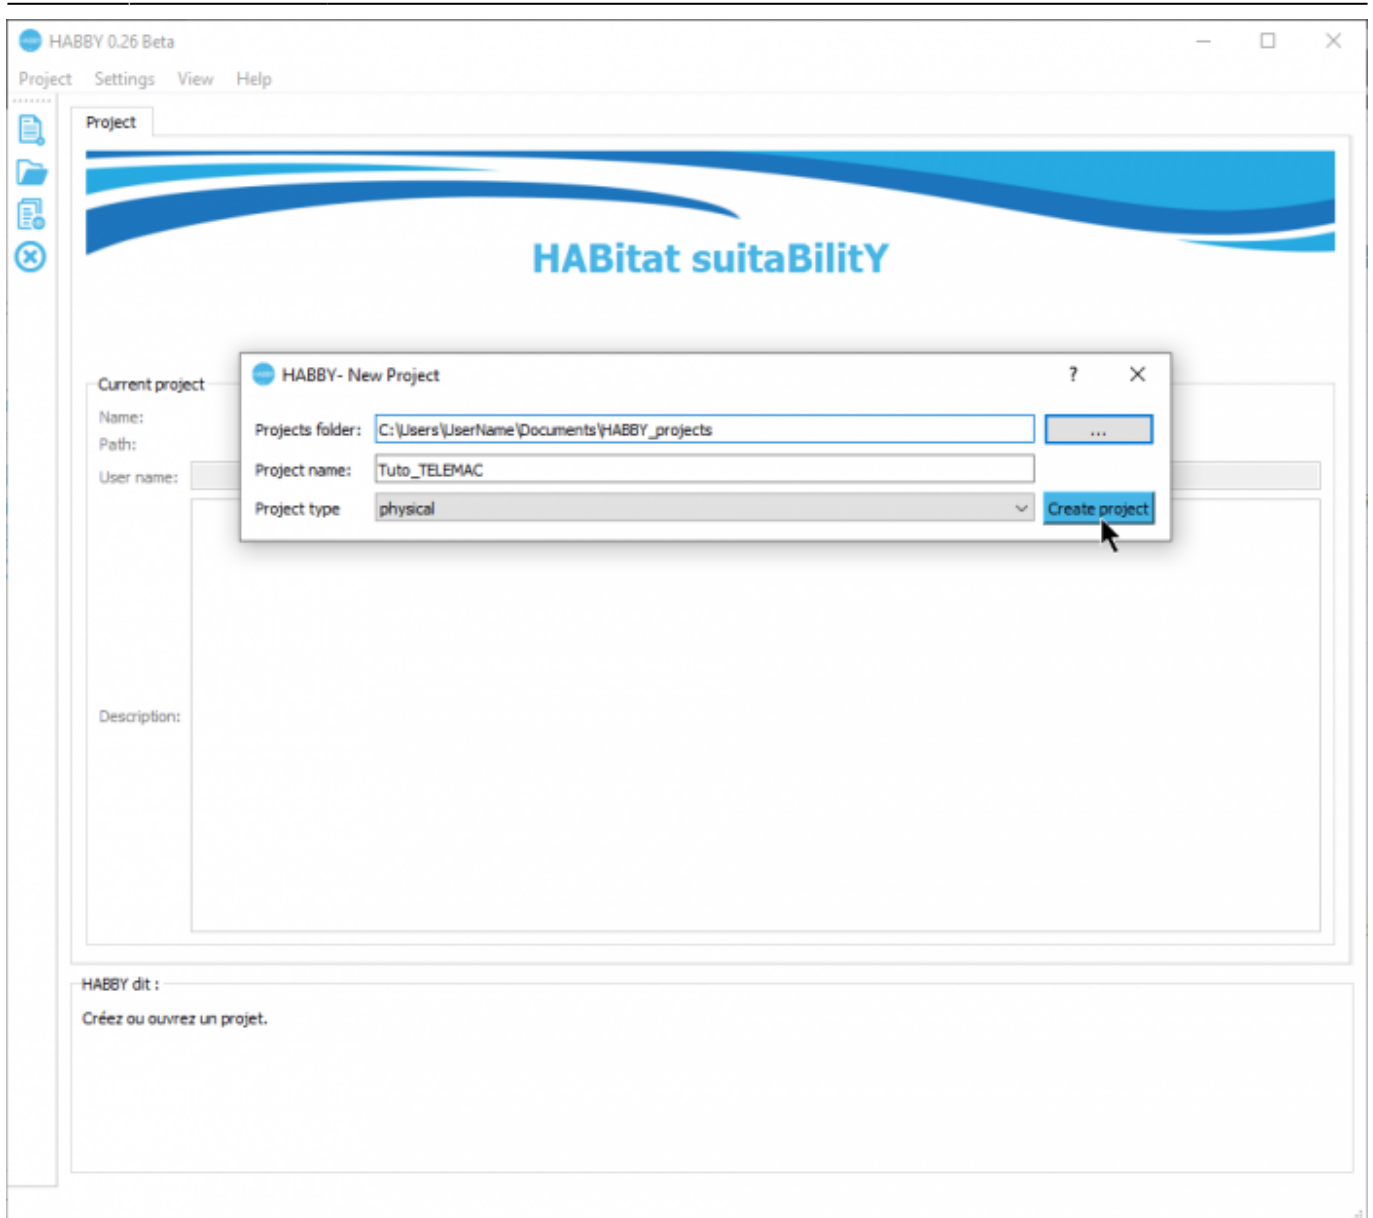 HABBY 0.26 Beta
Project Settings View Help
Project
HABitat suitaBilitY
HABBY- New Project
Current project
Name:
Path:
User name:
Projects folder: C:\Users\UserName\Documents\HABBY_projects ...
Project name: Tuto_TELEMAC
Project type physical Create project
Description:
HABBY dit :
Créez ou ouvrez un projet.